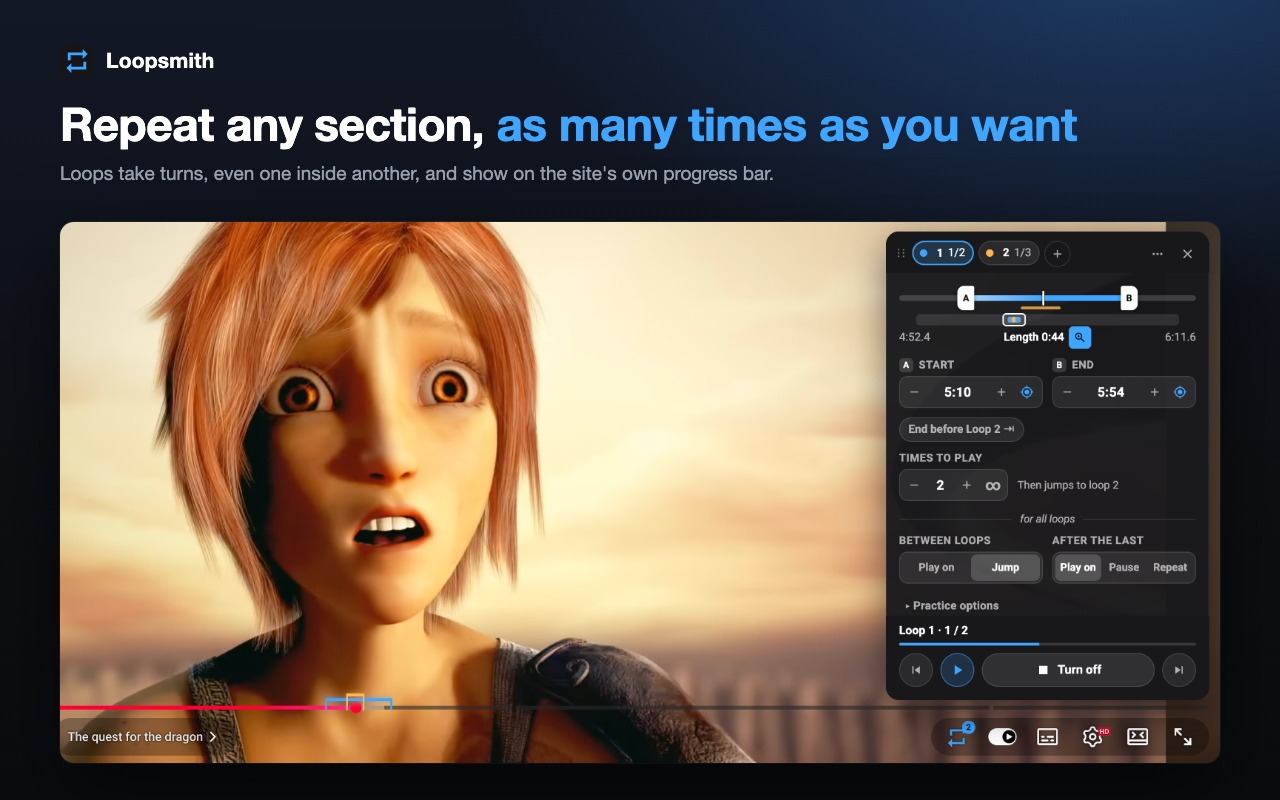 Loopsmith
Repeat any section, as many times as you want
Loops take turns, even one inside another, and show on the site's own progress bar.
1 1/2 2 1/3 +
A B
4:52.4 Length 0:44 6:11.6
A START B END
− 5:10 + − 5:54 +
End before Loop 2
TIMES TO PLAY
− 2 + ∞ Then jumps to loop 2
for all loops
BETWEEN LOOPS AFTER THE LAST
Play on Jump Play on Pause Repeat
Practice options
Loop 1 · 1 / 2
Turn off
The quest for the dragon
2 HD